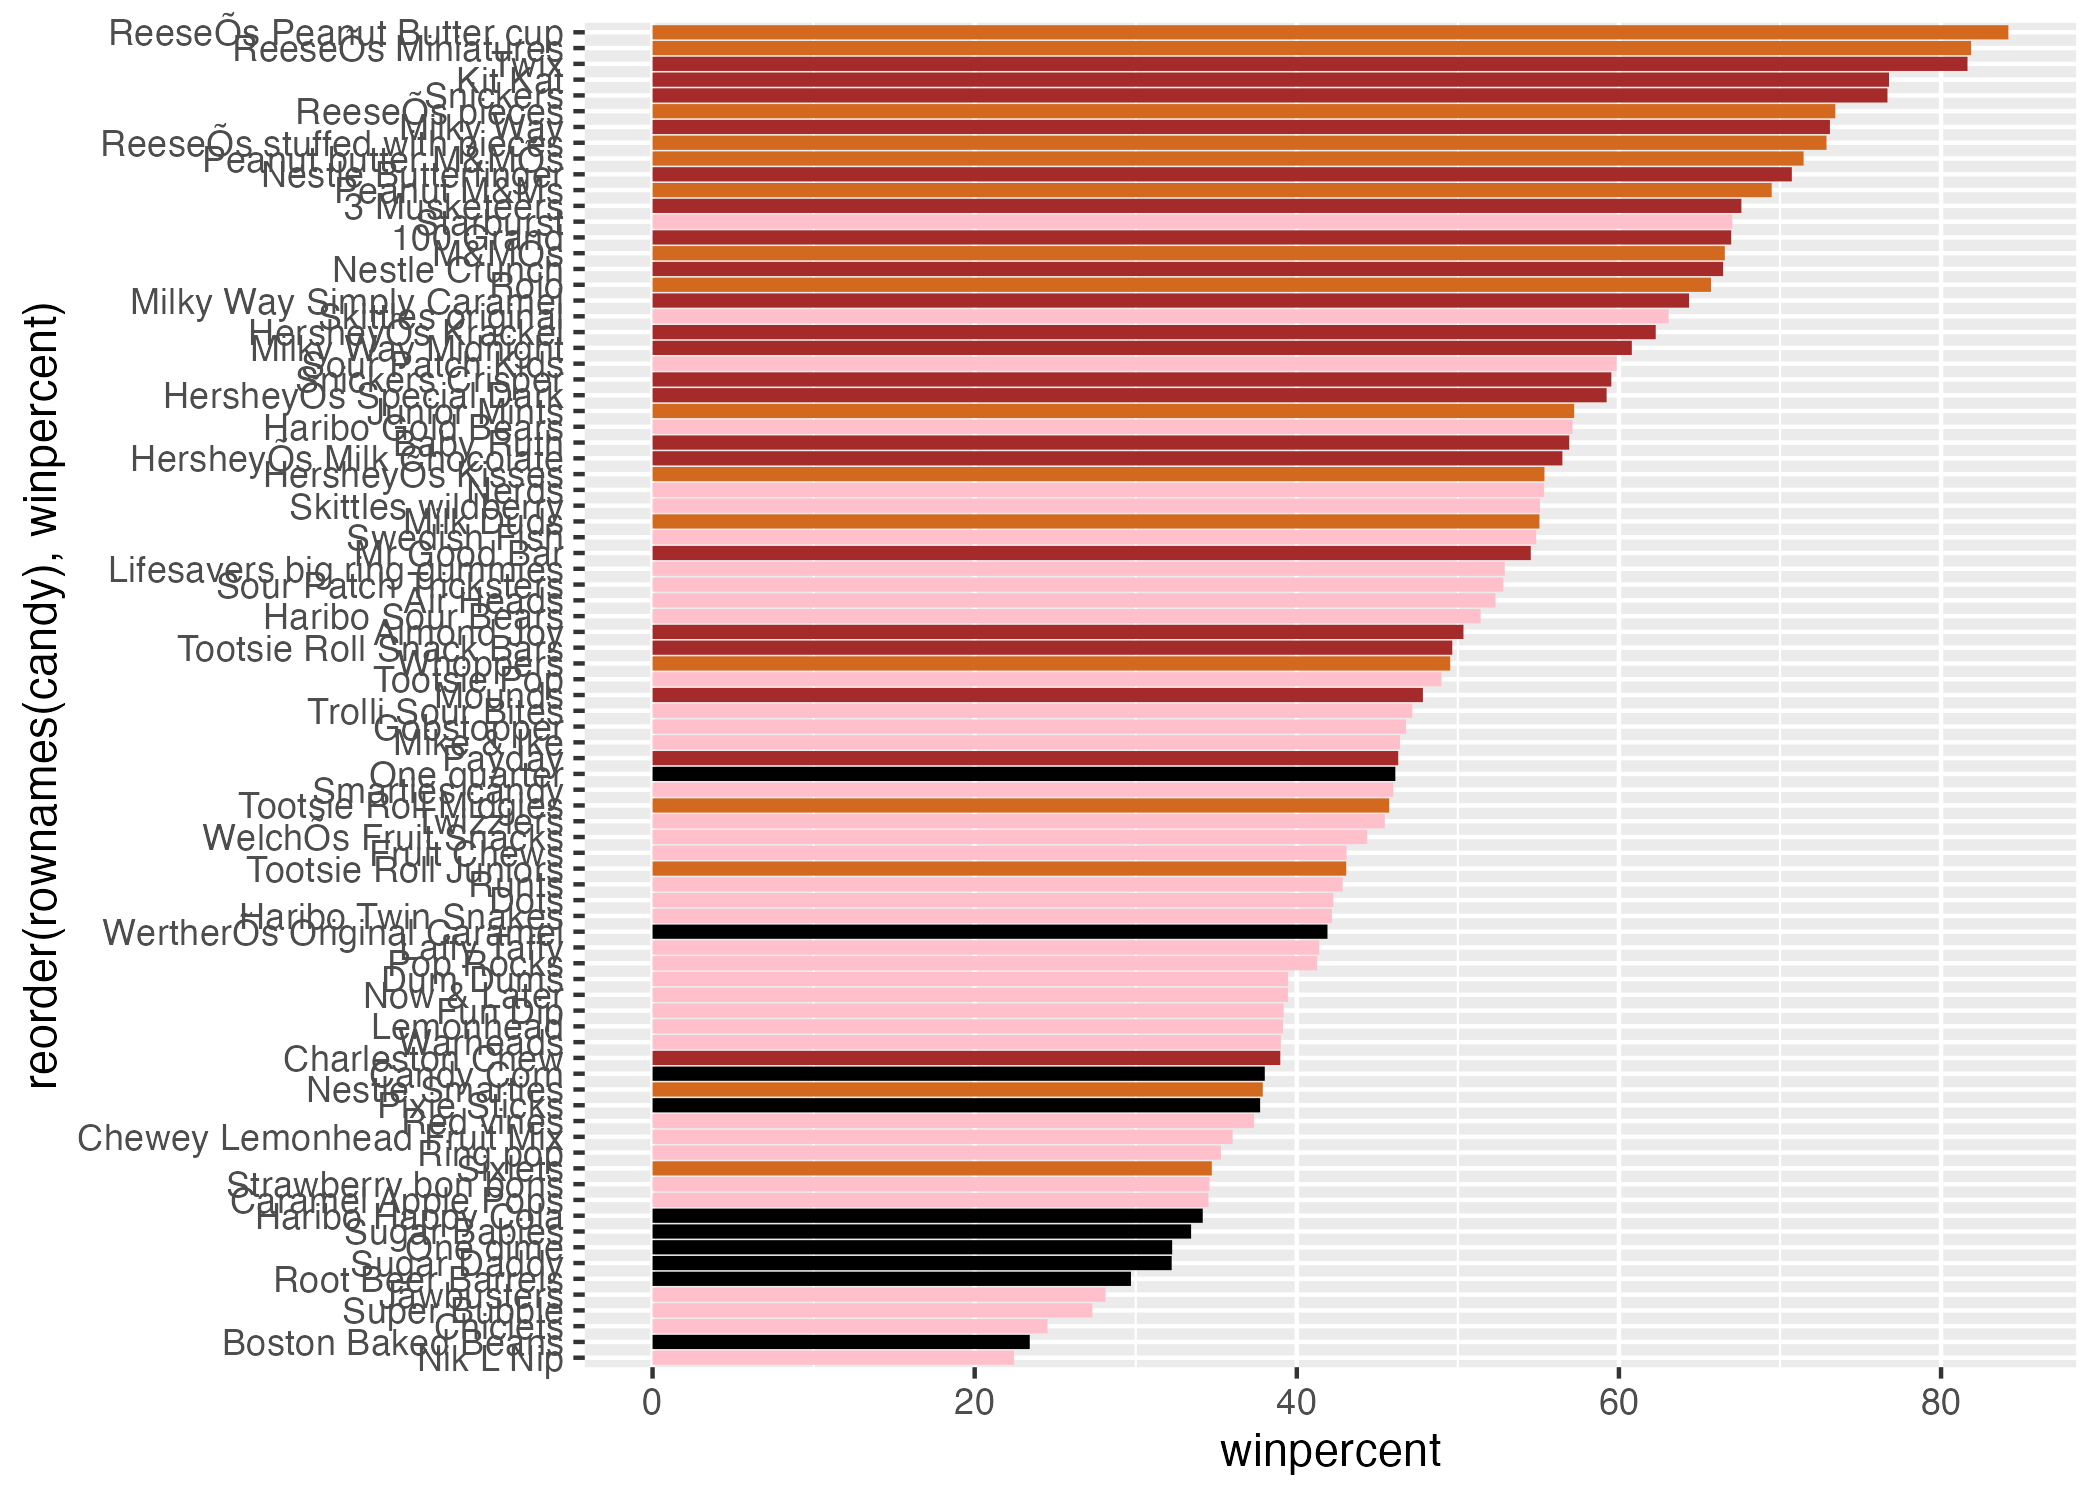 reorder(rownames(candy), winpercent)
ReeseÕs Peanut Butter cup
ReeseÕs Miniatures
Twix
Kit Kat
Snickers
ReeseÕs pieces
Milky Way
ReeseÕs stuffed with pieces
Peanut butter M&MÕs
Nestle Butterfinger
Peanut M&Ms
3 Musketeers
Starburst
100 Grand
M&MÕs
Nestle Crunch
Rolo
Milky Way Simply Caramel
Skittles original
HersheyÕs Krackel
Milky Way Midnight
Sour Patch Kids
Snickers Crisper
HersheyÕs Special Dark
Junior Mints
Haribo Gold Bears
Baby Ruth
HersheyÕs Milk Chocolate
HersheyÕs Kisses
Nerds
Skittles wildberry
Milk Duds
Swedish Fish
Mr Good Bar
Lifesavers big ring gummies
Sour Patch Tricksters
Air Heads
Haribo Sour Bears
Almond Joy
Tootsie Roll Snack Bars
Whoppers
Tootsie Pop
Mounds
Trolli Sour Bites
Gobstopper
Mike & Ike
Payday
One quarter
Smarties candy
Tootsie Roll Midgies
Twizzlers
WelchÕs Fruit Snacks
Fruit Chews
Tootsie Roll Juniors
Runts
Dots
Haribo Twin Snakes
WertherÕs Original Caramel
Laffy Taffy
Pop Rocks
Dum Dums
Now & Later
Fun Dip
Lemonhead
Warheads
Charleston Chew
Candy Corn
Nestle Smarties
Pixie Sticks
Red vines
Chewey Lemonhead Fruit Mix
Ring pop
Sixlets
Strawberry bon bons
Caramel Apple Pops
Haribo Happy Cola
Sugar Babies
One dime
Sugar Daddy
Root Beer Barrels
Jawbusters
Super Bubble
Chiclets
Boston Baked Beans
Nik L Nip
0 20 40 60 80
winpercent